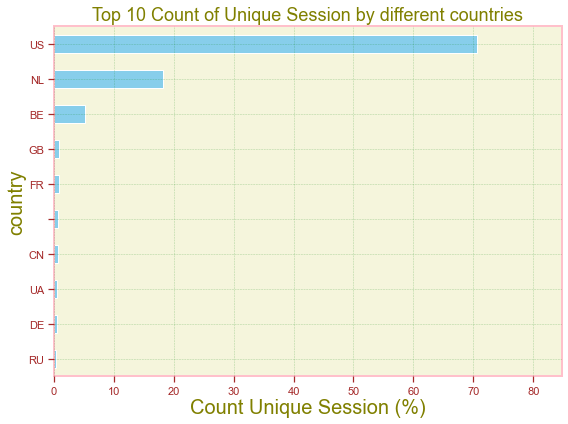 Top 10 Count of Unique Session by different countries
US
NL
BE
GB
FR
CN
UA
DE
RU
country
0 10 20 30 40 50 60 70 80
Count Unique Session (%)